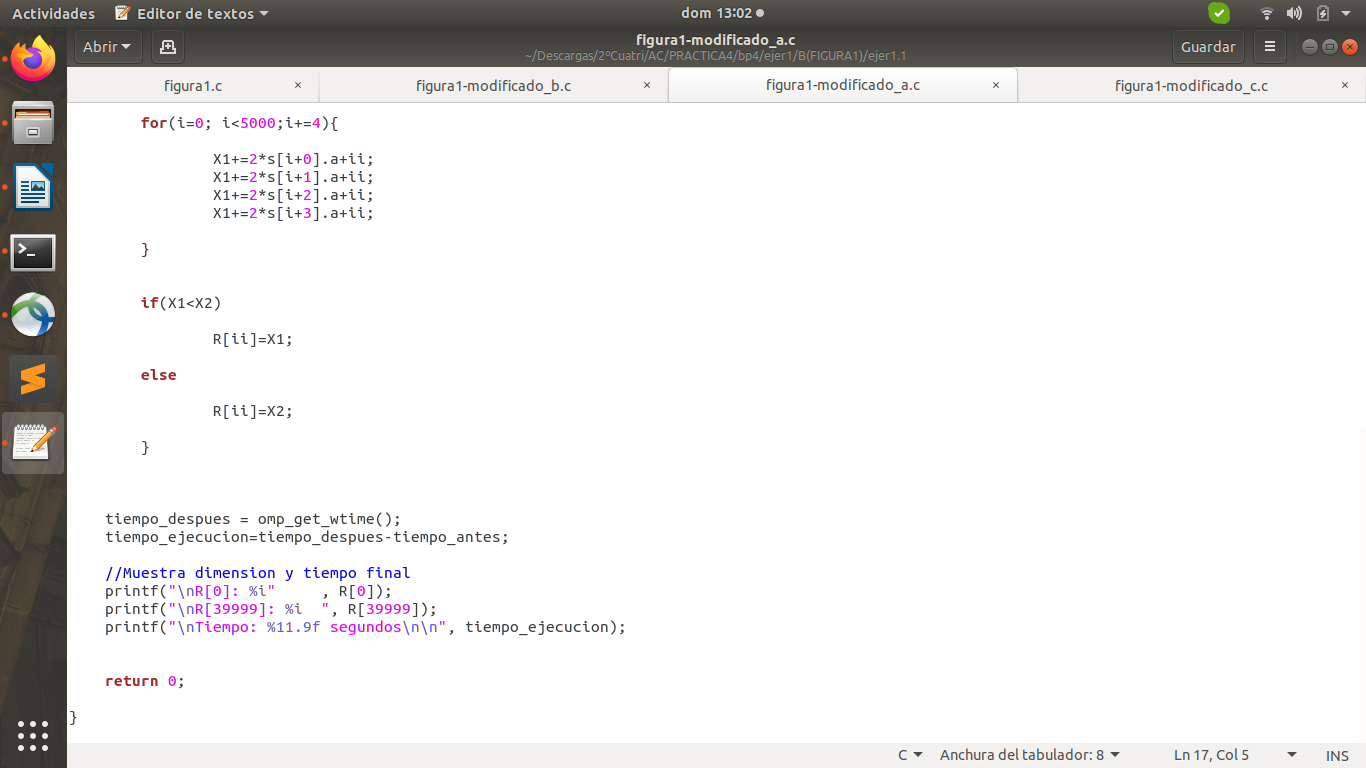 Actividades Editor de textos dom 13:02
Abrir figura1-modificado_a.c Guardar
~/Descargas/2ºCuatri/AC/PRACTICA4/bp4/ejer1/B(FIGURA1)/ejer1.1
figura1.c × figura1-modificado_b.c × figura1-modificado_a.c × figura1-modificado_c.c ×
for(i=0; i<5000;i+=4){
X1+=2*s[i+0].a+ii;
X1+=2*s[i+1].a+ii;
X1+=2*s[i+2].a+ii;
X1+=2*s[i+3].a+ii;
}
if(X1<X2)
R[ii]=X1;
else
R[ii]=X2;
}
tiempo_despues = omp_get_wtime();
tiempo_ejecucion=tiempo_despues-tiempo_antes;
//Muestra dimension y tiempo final
printf("\nR[0]: %i" , R[0]);
printf("\nR[39999]: %i ", R[39999]);
printf("\nTiempo: %11.9f segundos\n\n", tiempo_ejecucion);
return 0;
}
C Anchura del tabulador: 8 Ln 17, Col 5 INS